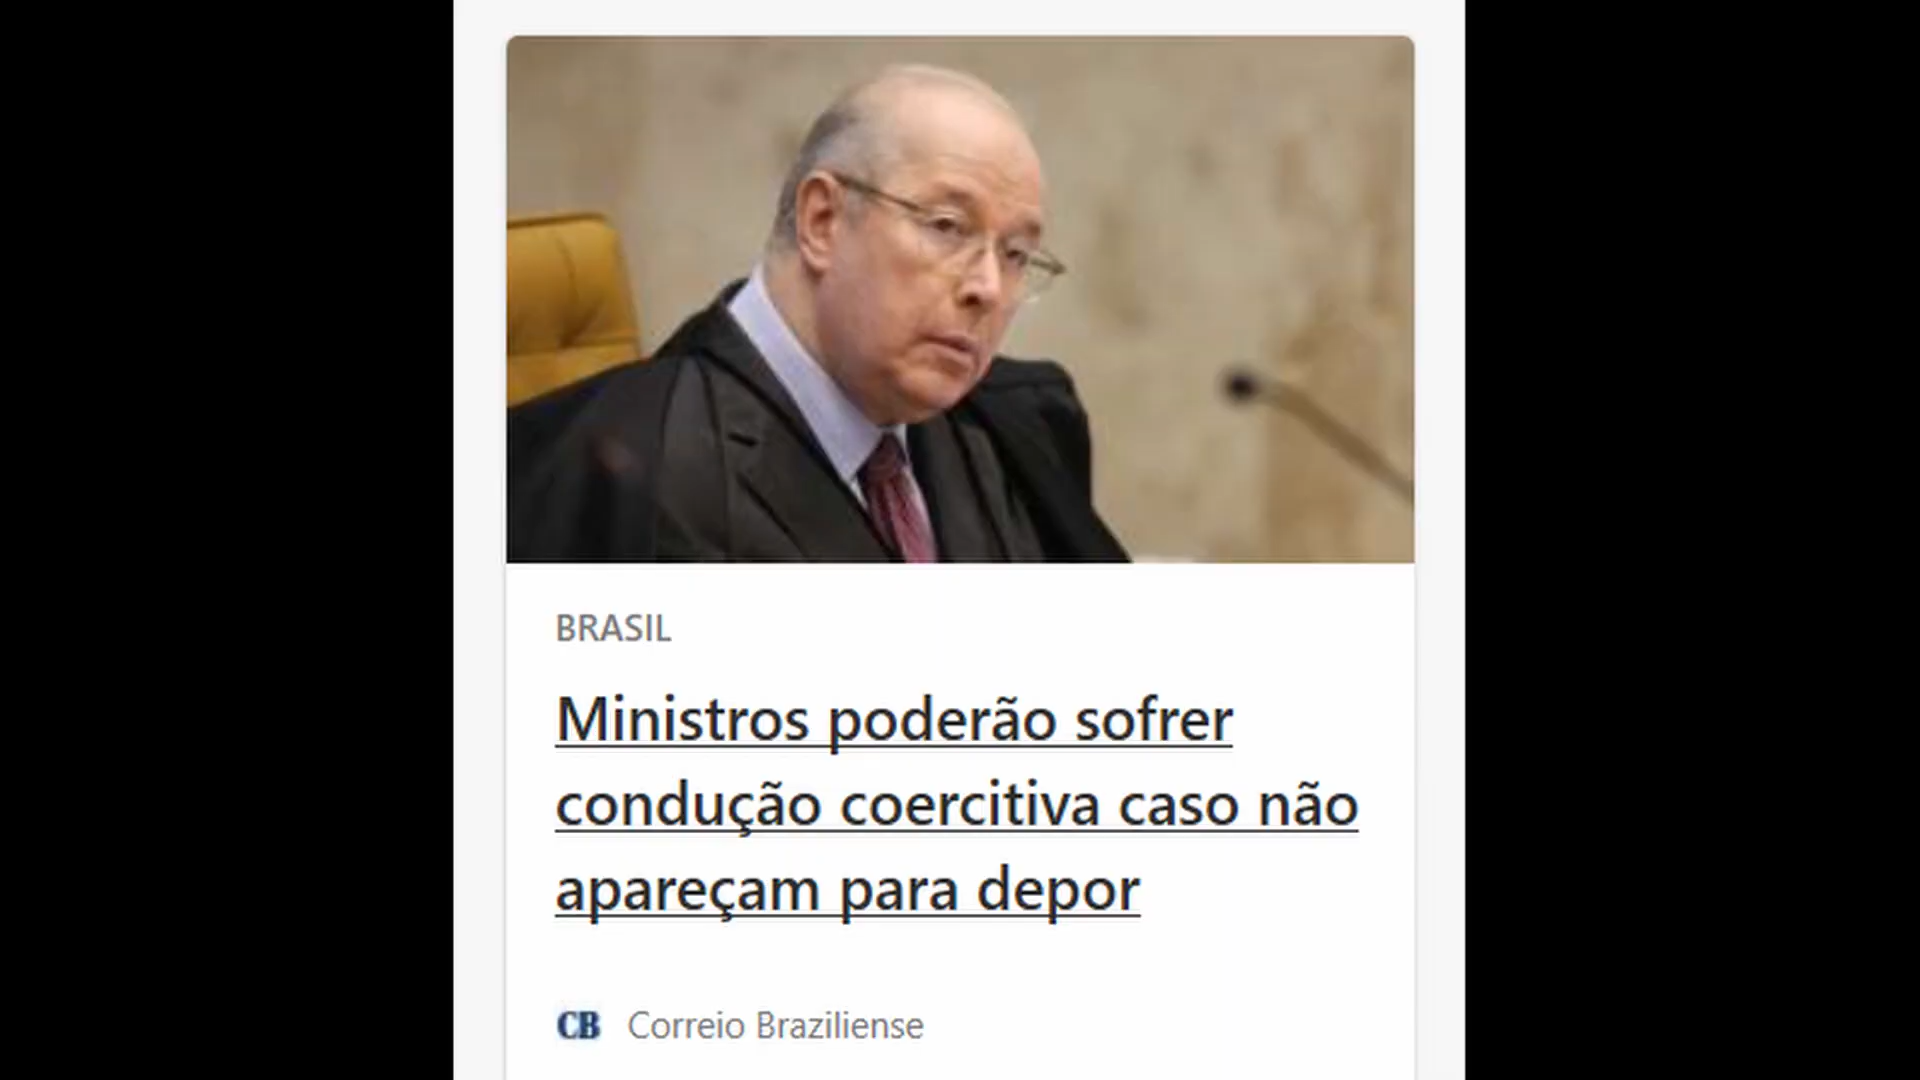 BRASIL
Ministros poderão sofrer
condução coercitiva caso não
apareçam para depor
CB Correio Braziliense